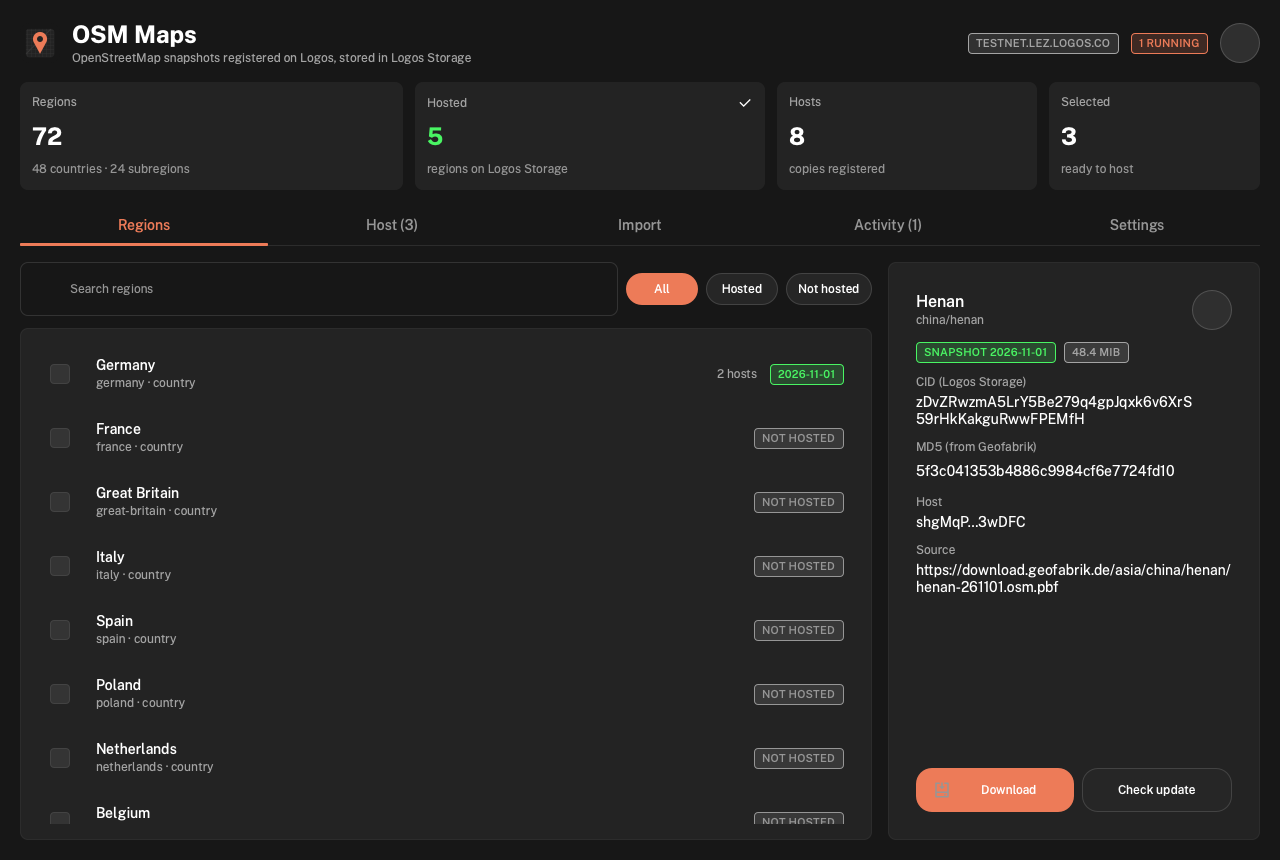 OSM Maps
OpenStreetMap snapshots registered on Logos, stored in Logos Storage
TESTNET.LEZ.LOGOS.CO
1 RUNNING
Regions
72
48 countries · 24 subregions
Hosted
5
regions on Logos Storage
Hosts
8
copies registered
Selected
3
ready to host
Regions
Host (3)
Import
Activity (1)
Settings
Search regions
All
Hosted
Not hosted
Germany
germany · country
2 hosts
2026-11-01
France
france · country
NOT HOSTED
Great Britain
great-britain · country
NOT HOSTED
Italy
italy · country
NOT HOSTED
Spain
spain · country
NOT HOSTED
Poland
poland · country
NOT HOSTED
Netherlands
netherlands · country
NOT HOSTED
Belgium
NOT HOSTED
Henan
china/henan
SNAPSHOT 2026-11-01
48.4 MIB
CID (Logos Storage)
zDvZRwzmA5LrY5Be279q4gpJqxk6v6XrS
59rHkKakguRwwFPEMfH
MD5 (from Geofabrik)
5f3c041353b4886c9984cf6e7724fd10
Host
shgMqP...3wDFC
Source
https://download.geofabrik.de/asia/china/henan/
henan-261101.osm.pbf
Download
Check update